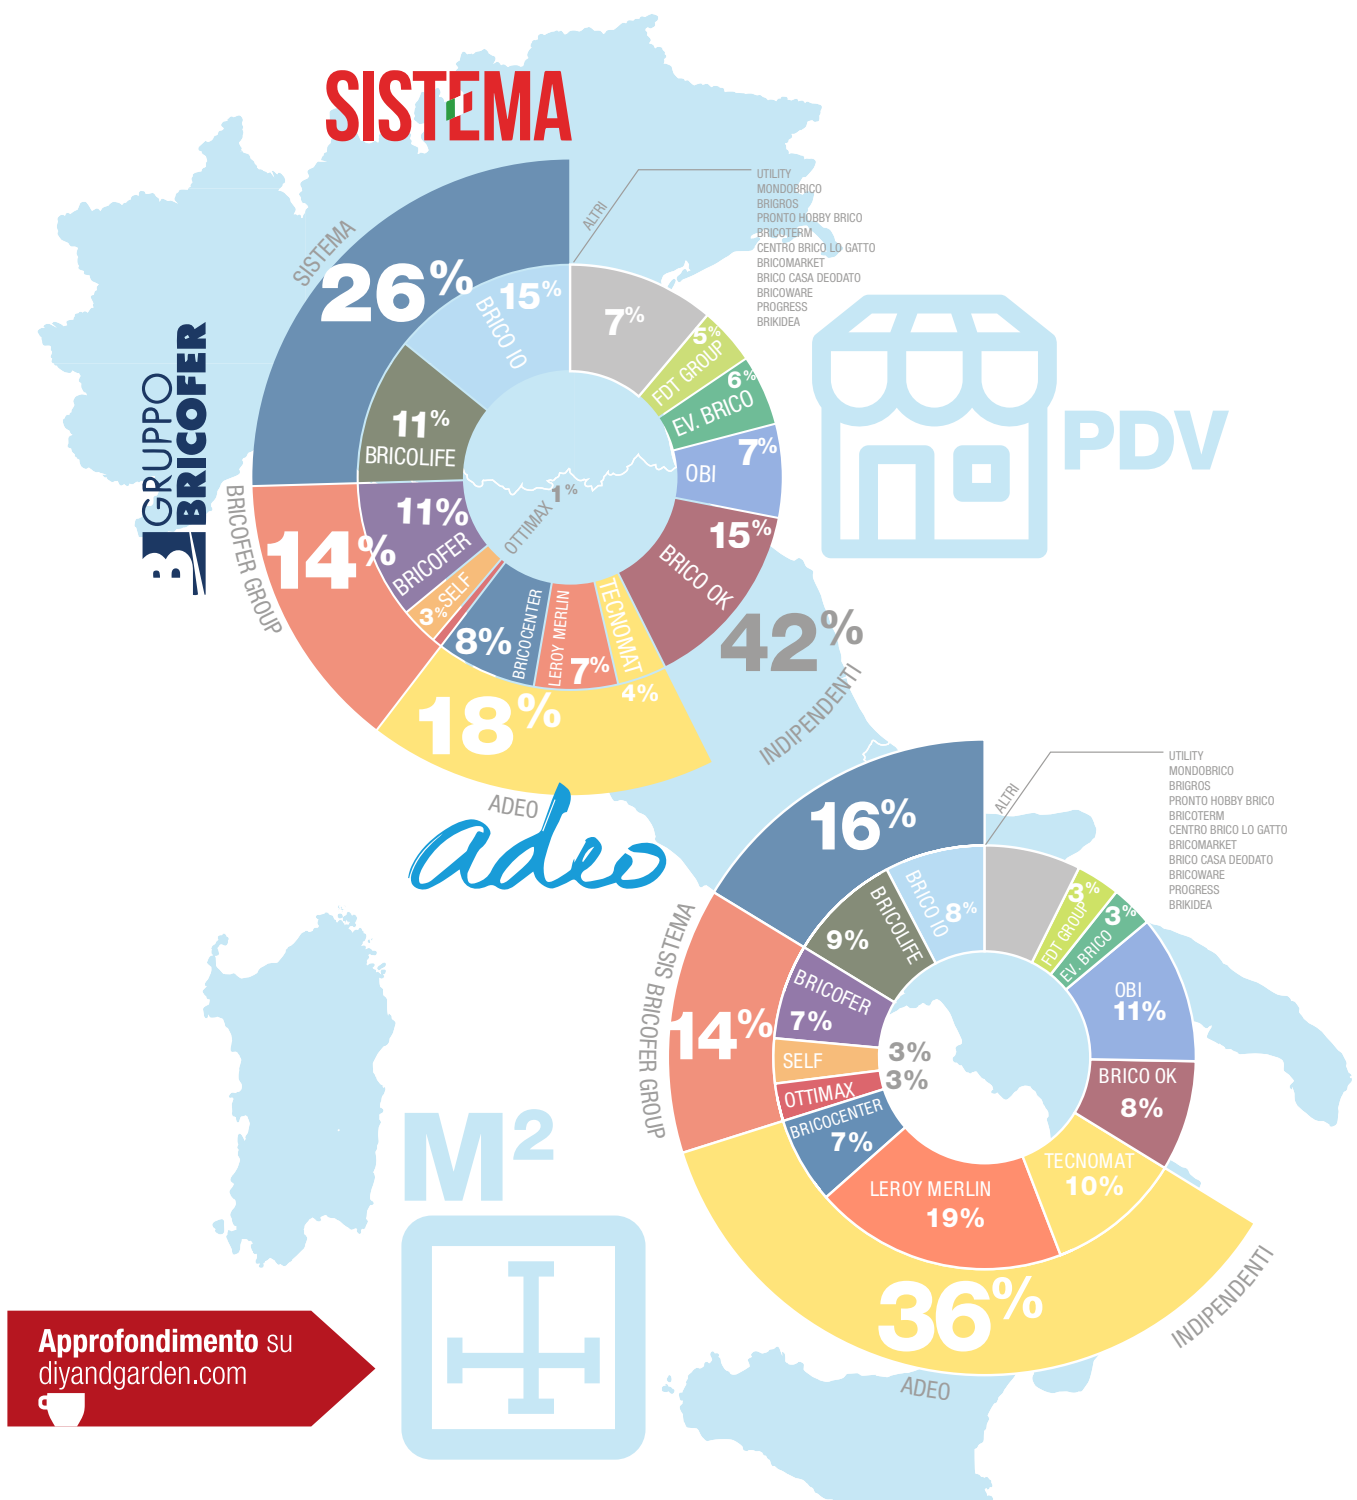 SISTEMA
ALTRI
UTILITY
MONDOBRICO
BRIGROS
PRONTO HOBBY BRICO
BRICOTERM
CENTRO BRICO LO GATTO
BRICOMARKET
BRICO CASA DEODATO
BRICOWARE
PROGRESS
BRIKIDEA
SISTEMA
26%
15%
BRICO IO
7%
5%
FDT GROUP
6%
EV. BRICO
7%
OBI
15%
BRICO OK
11%
BRICOLIFE
11%
BRICOFER
3%
SELF
OTTIMAX 1%
8%
BRICOCENTER
LEROY MERLIN
7%
TECNOMAT
4%
GRUPPO
BRICOFER
BRICOFER GROUP
14%
18%
ADEO
adeo
42%
INDIPENDENTI
PDV
ALTRI
UTILITY
MONDOBRICO
BRIGROS
PRONTO HOBBY BRICO
BRICOTERM
CENTRO BRICO LO GATTO
BRICOMARKET
BRICO CASA DEODATO
BRICOWARE
PROGRESS
BRIKIDEA
16%
BRICO IO
8%
BRICOLIFE
9%
3%
FDT GROUP
3%
EV. BRICO
OBI
11%
BRICO OK
8%
BRICOFER GROUP SISTEMA
14%
BRICOFER
7%
SELF
3%
OTTIMAX
3%
BRICOCENTER
7%
LEROY MERLIN
19%
TECNOMAT
10%
36%
ADEO
INDIPENDENTI
M²
Approfondimento su
diyandgarden.com